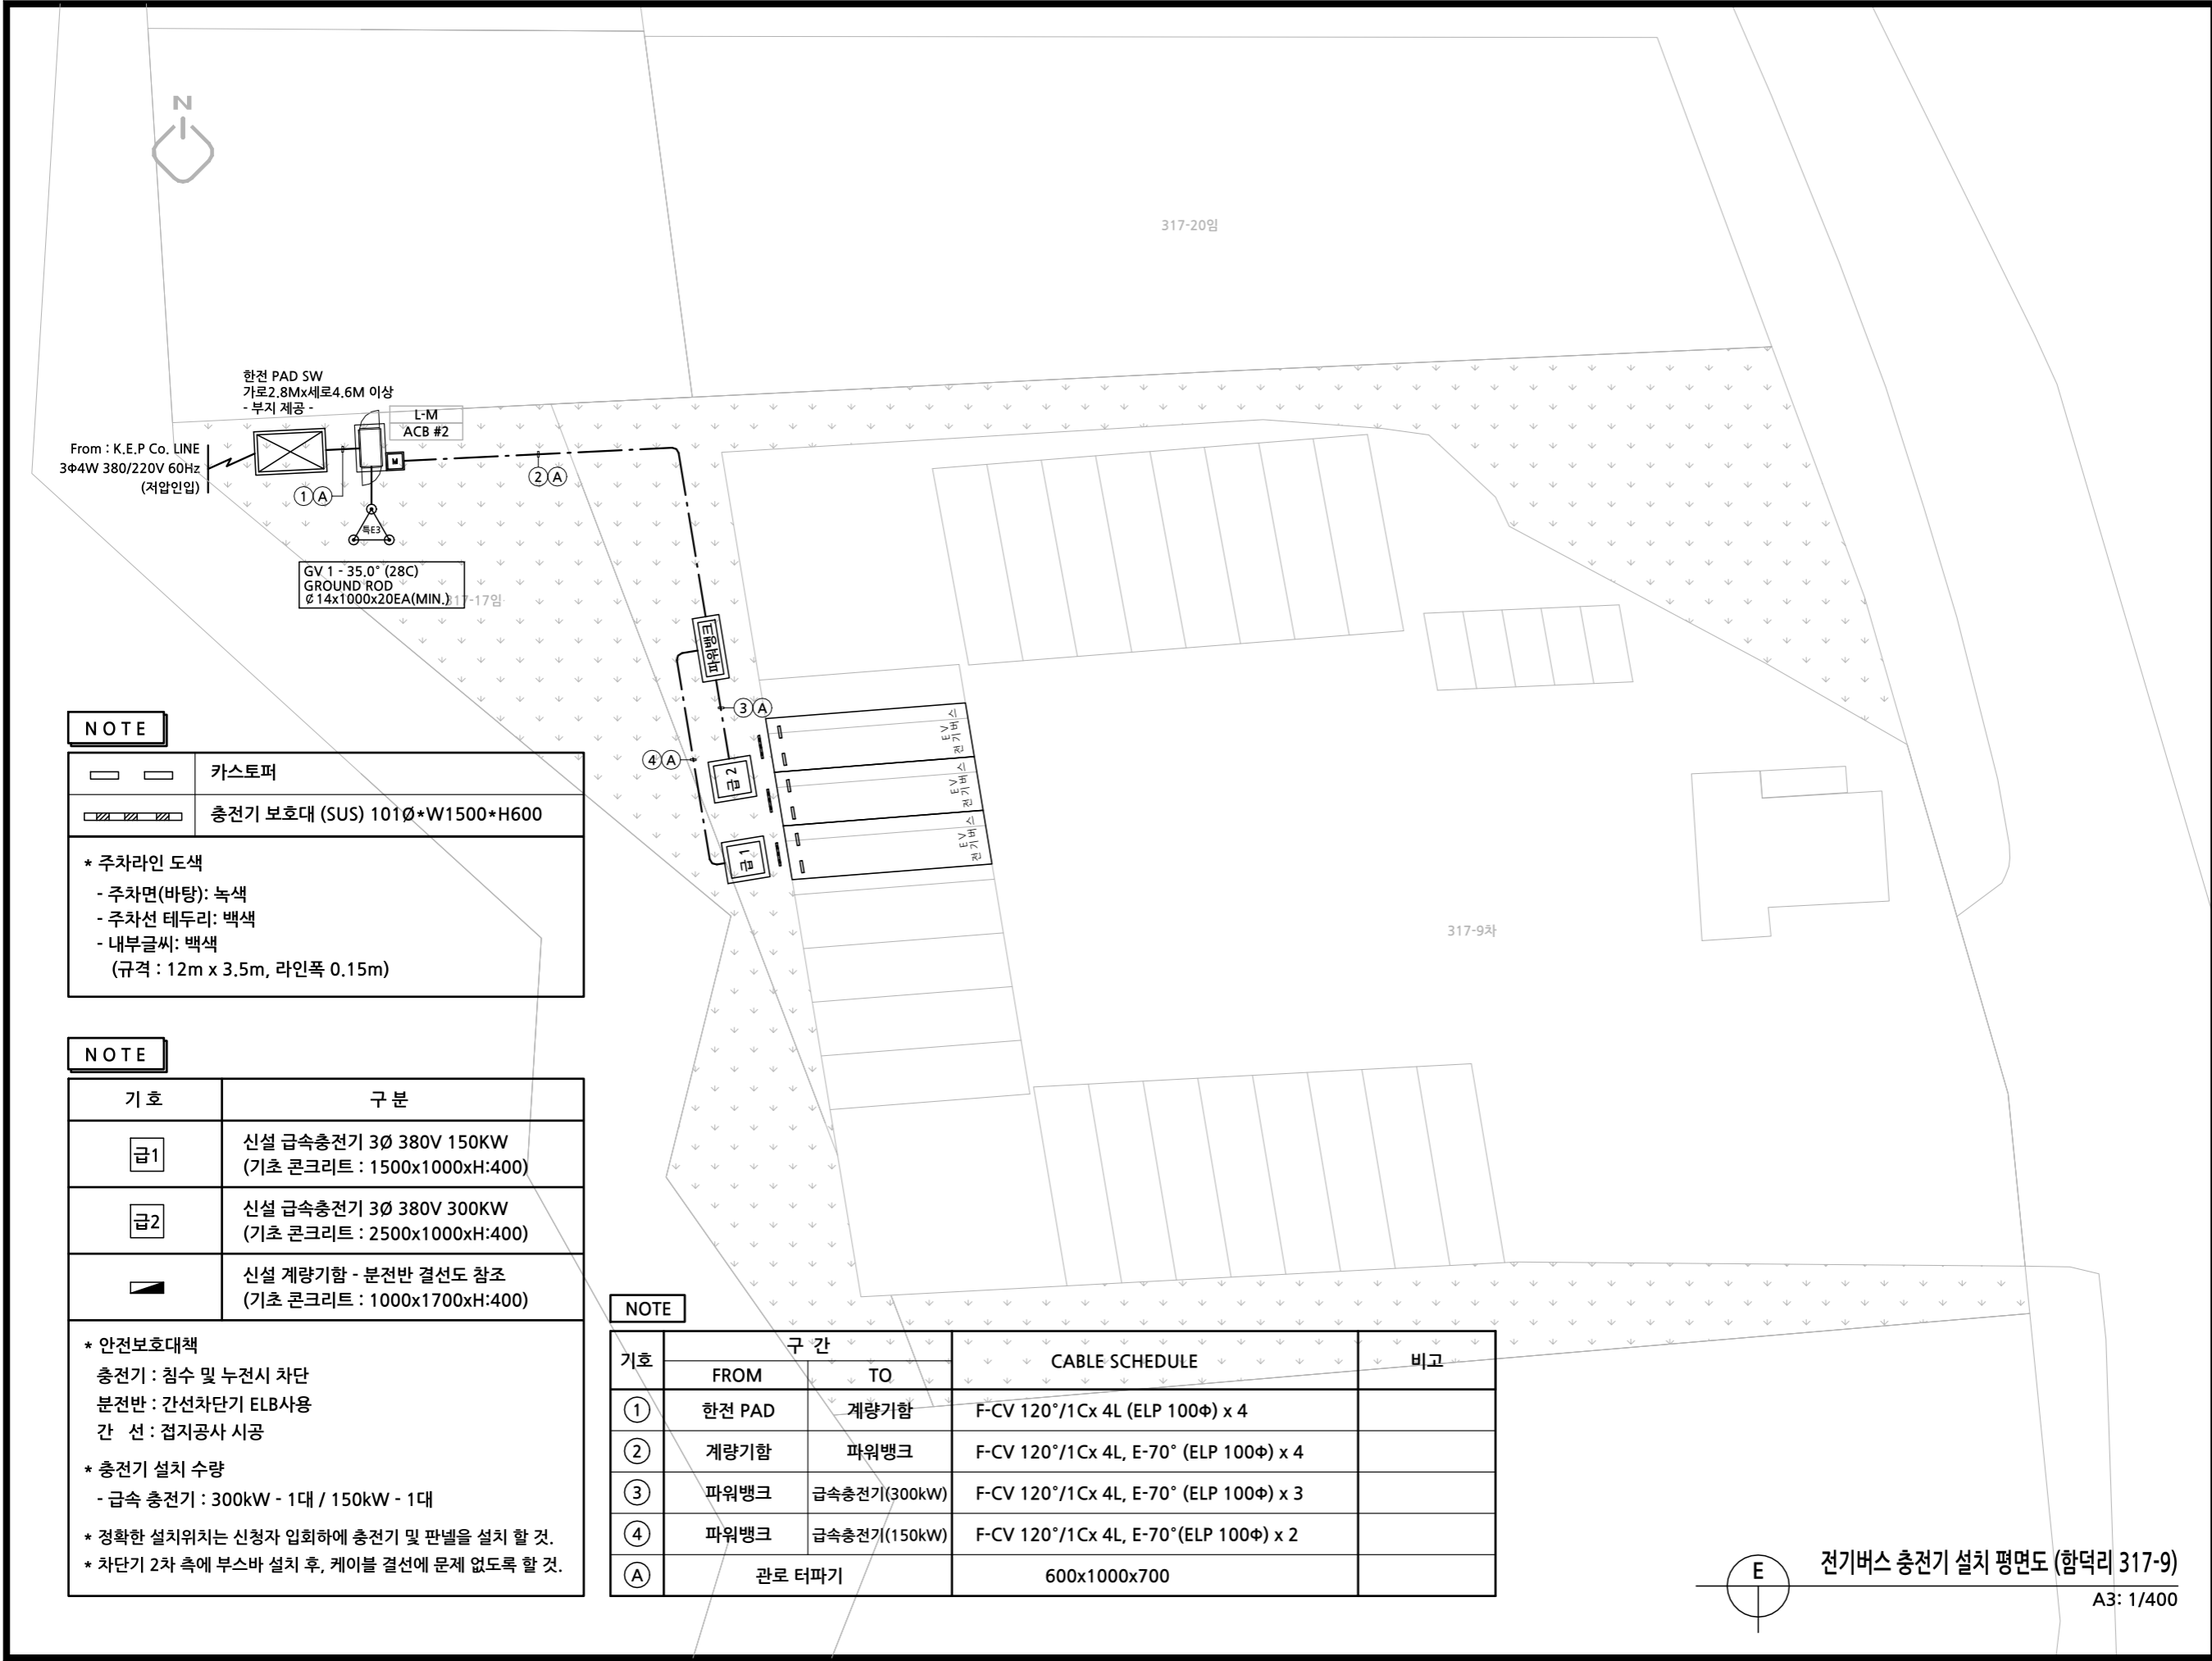 N
317-20임
한전 PAD SW
가로2.8Mx세로4.6M 이상
- 부지 제공 -
L-M
ACB #2
From : K.E.P Co. LINE
3Φ4W 380/220V 60Hz
(저압인입)
M
① Ⓐ
② Ⓐ
특E3
GV 1 - 35.0° (28C)
GROUND ROD
₡14x1000x20EA(MIN.)
317-17임
파워뱅크
③ Ⓐ
④ Ⓐ
급 2
급 1
EV
전기버스
EV
전기버스
EV
전기버스
317-9차
NOTE
카스토퍼
충전기 보호대 (SUS) 101Ø*W1500*H600
* 주차라인 도색
- 주차면(바탕): 녹색
- 주차선 테두리: 백색
- 내부글씨: 백색
(규격 : 12m x 3.5m, 라인폭 0.15m)
NOTE
기 호 구 분
급1 신설 급속충전기 3Ø 380V 150KW
(기초 콘크리트 : 1500x1000xH:400)
급2 신설 급속충전기 3Ø 380V 300KW
(기초 콘크리트 : 2500x1000xH:400)
신설 계량기함 - 분전반 결선도 참조
(기초 콘크리트 : 1000x1700xH:400)
* 안전보호대책
충전기 : 침수 및 누전시 차단
분전반 : 간선차단기 ELB사용
간 선 : 접지공사 시공
* 충전기 설치 수량
- 급속 충전기 : 300kW - 1대 / 150kW - 1대
* 정확한 설치위치는 신청자 입회하에 충전기 및 판넬을 설치 할 것.
* 차단기 2차 측에 부스바 설치 후, 케이블 결선에 문제 없도록 할 것.
NOTE
기호 구 간 CABLE SCHEDULE 비고
FROM TO
① 한전 PAD 계량기함 F-CV 120°/1Cx 4L (ELP 100Φ) x 4
② 계량기함 파워뱅크 F-CV 120°/1Cx 4L, E-70° (ELP 100Φ) x 4
③ 파워뱅크 급속충전기(300kW) F-CV 120°/1Cx 4L, E-70° (ELP 100Φ) x 3
④ 파워뱅크 급속충전기(150kW) F-CV 120°/1Cx 4L, E-70°(ELP 100Φ) x 2
Ⓐ 관로 터파기 600x1000x700
E
전기버스 충전기 설치 평면도 (함덕리 317-9)
A3: 1/400